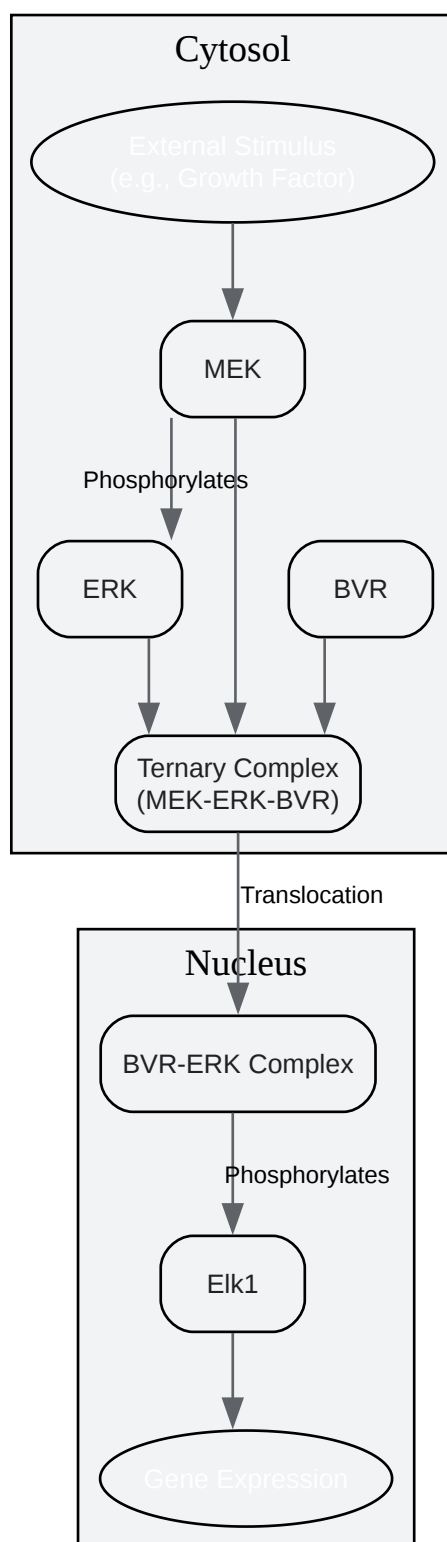 Cytosol
External Stimulus
(e.g., Growth Factor)
MEK
Phosphorylates
ERK
BVR
Ternary Complex
(MEK-ERK-BVR)
Translocation
Nucleus
BVR-ERK Complex
Phosphorylates
Elk1
Gene Expression